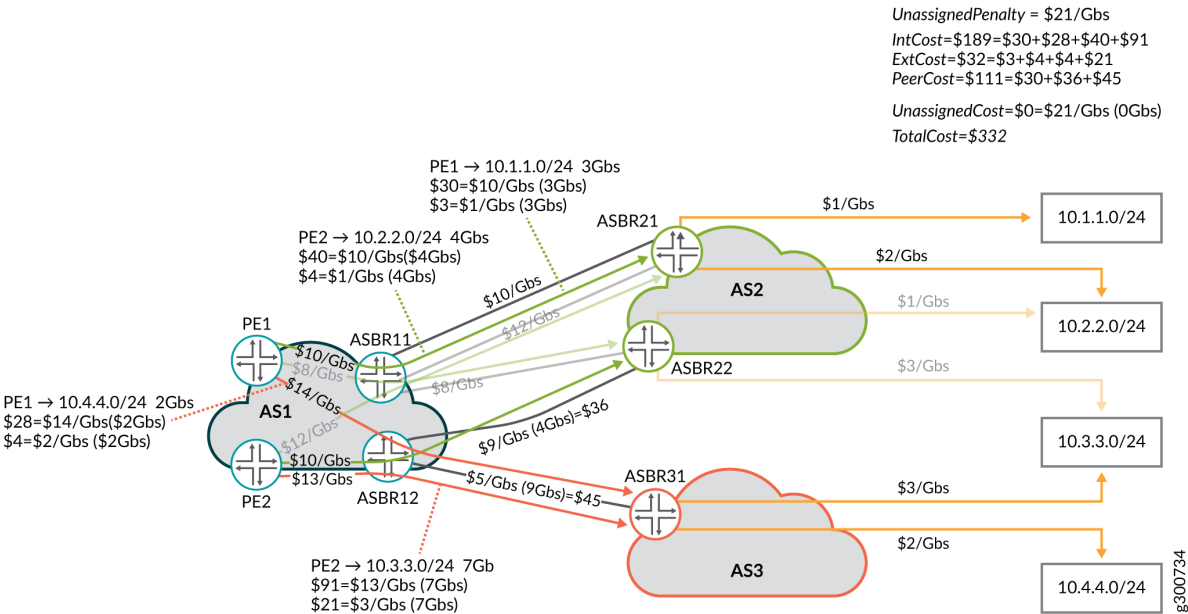 UnassignedPenalty = $21/Gbs
IntCost=$189=$30+$28+$40+$91
ExtCost=$32=$3+$4+$4+$21
PeerCost=$111=$30+$36+$45
UnassignedCost=$0=$21/Gbs (0Gbs)
TotalCost=$332
PE1 → 10.1.1.0/24 3Gbs
$30=$10/Gbs (3Gbs)
$3=$1/Gbs (3Gbs)
PE2 → 10.2.2.0/24 4Gbs
$40=$10/Gbs($4Gbs)
$4=$1/Gbs (4Gbs)
ASBR21
$1/Gbs
10.1.1.0/24
$2/Gbs
AS2
$10/Gbs
$12/Gbs
$1/Gbs
10.2.2.0/24
PE1
ASBR11
$10/Gbs
$8/Gbs
$14/Gbs
$8/Gbs
ASBR22
$3/Gbs
PE1 → 10.4.4.0/24 2Gbs
$28=$14/Gbs($2Gbs)
$4=$2/Gbs ($2Gbs)
AS1
$12/Gbs
$9/Gbs (4Gbs)=$36
10.3.3.0/24
$10/Gbs
$13/Gbs
PE2
ASBR12
$5/Gbs (9Gbs)=$45
ASBR31
$3/Gbs
$2/Gbs
AS3
10.4.4.0/24
PE2 → 10.3.3.0/24 7Gb
$91=$13/Gbs (7Gbs)
$21=$3/Gbs (7Gbs)
g300734